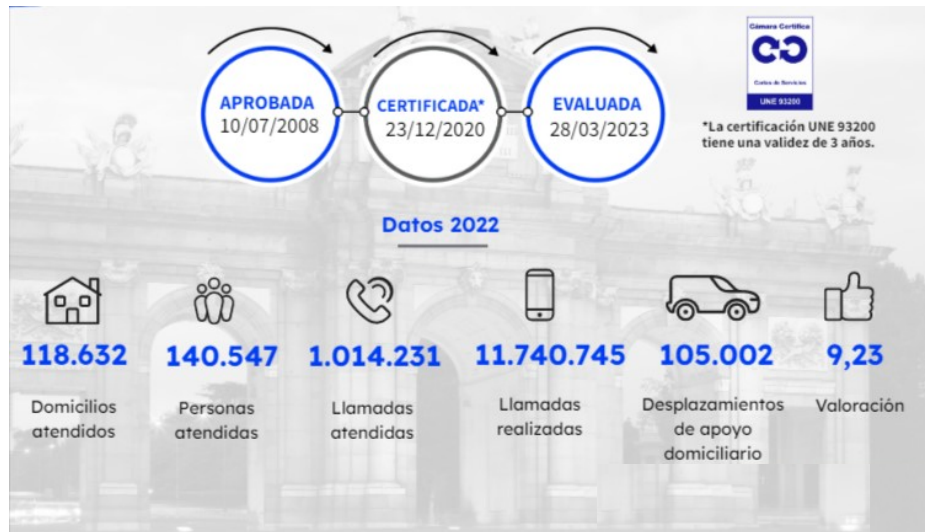 APROBADA
10/07/2008
CERTIFICADA*
23/12/2020
EVALUADA
28/03/2023
Cámara Certifica
Cartas de Servicios
UNE 93200
*La certificación UNE 93200
tiene una validez de 3 años.
Datos 2022
118.632
Domicilios
atendidos
140.547
Personas
atendidas
1.014.231
Llamadas
atendidas
11.740.745
Llamadas
realizadas
105.002
Desplazamientos
de apoyo
domiciliario
9,23
Valoración